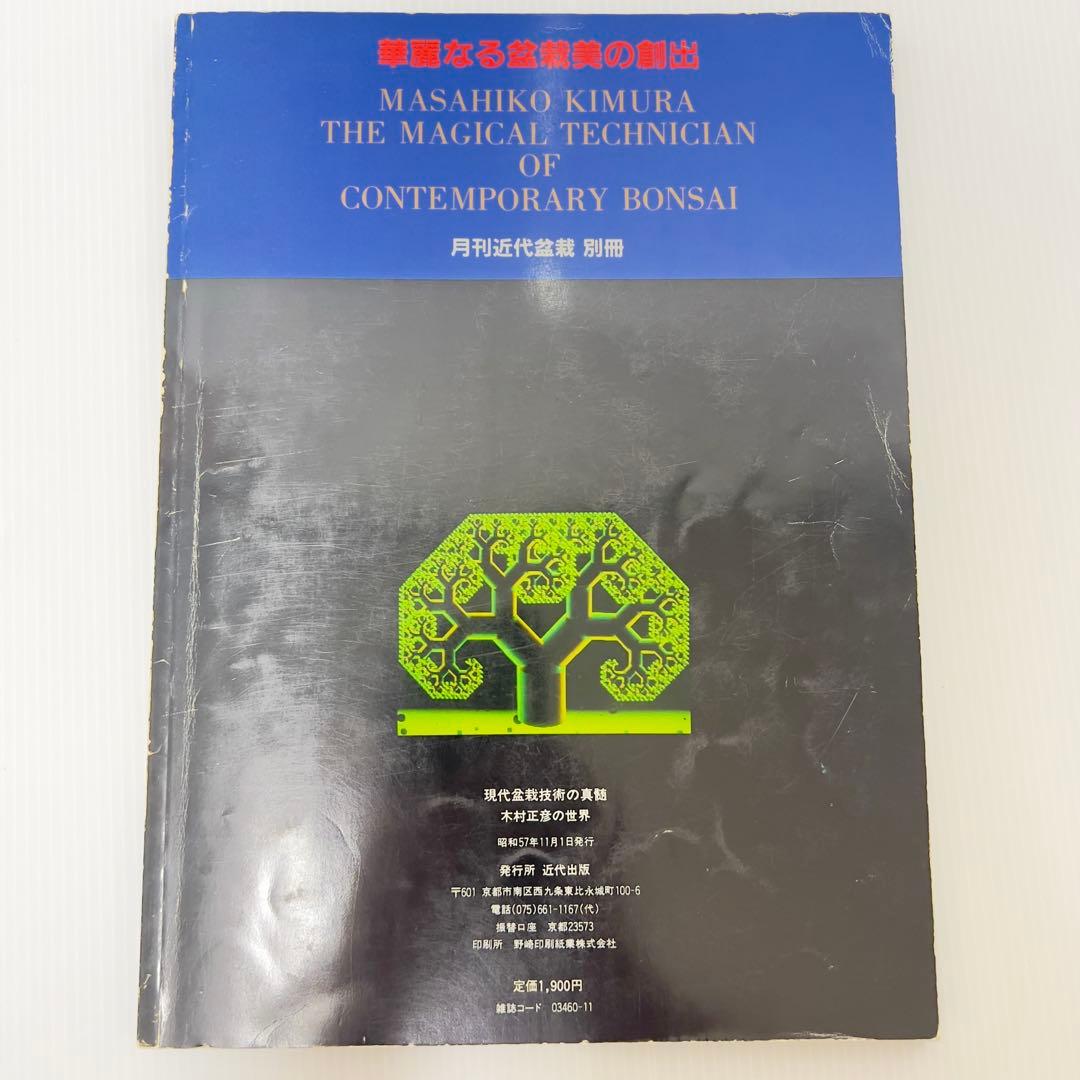 華麗なる盆栽美の創出
MASAHIKO KIMURA
THE MAGICAL TECHNICIAN
OF
CONTEMPORARY BONSAI
月刊近代盆栽 別冊
現代盆栽技術の真髄
木村正彦の世界
昭和57年11月1日発行
発行所 近代出版
〒601 京都市南区西九条東比永城町100-6
電話(075)661-1167(代)
振替口座 京都23573
印刷所 野崎印刷紙業株式会社
定価1,900円
雑誌コード 03460-11